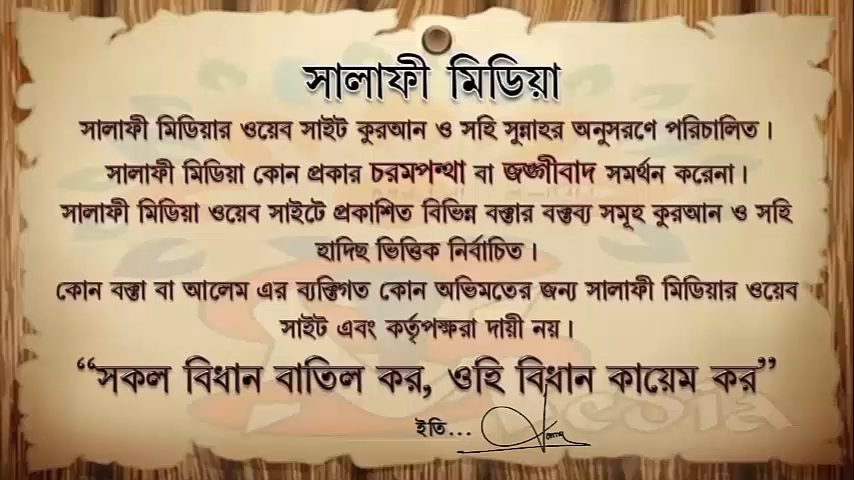 সালাফী মিডিয়া
সালাফী মিডিয়ার ওয়েব সাইট কুরআন ও সহি সুন্নাহর অনুসরণে পরিচালিত।
সালাফী মিডিয়া কোন প্রকার চরমপন্থা বা জঙ্গীবাদ সমর্থন করেনা।
সালাফী মিডিয়া ওয়েব সাইটে প্রকাশিত বিভিন্ন বক্তার বক্তব্য সমূহ কুরআন ও সহি
হাদিছ ভিত্তিক নির্বাচিত।
কোন বক্তা বা আলেম এর ব্যক্তিগত কোন অভিমতের জন্য সালাফী মিডিয়ার ওয়েব
সাইট এবং কর্তৃপক্ষরা দায়ী নয়।
“সকল বিধান বাতিল কর, ওহি বিধান কায়েম কর”
ইতি...